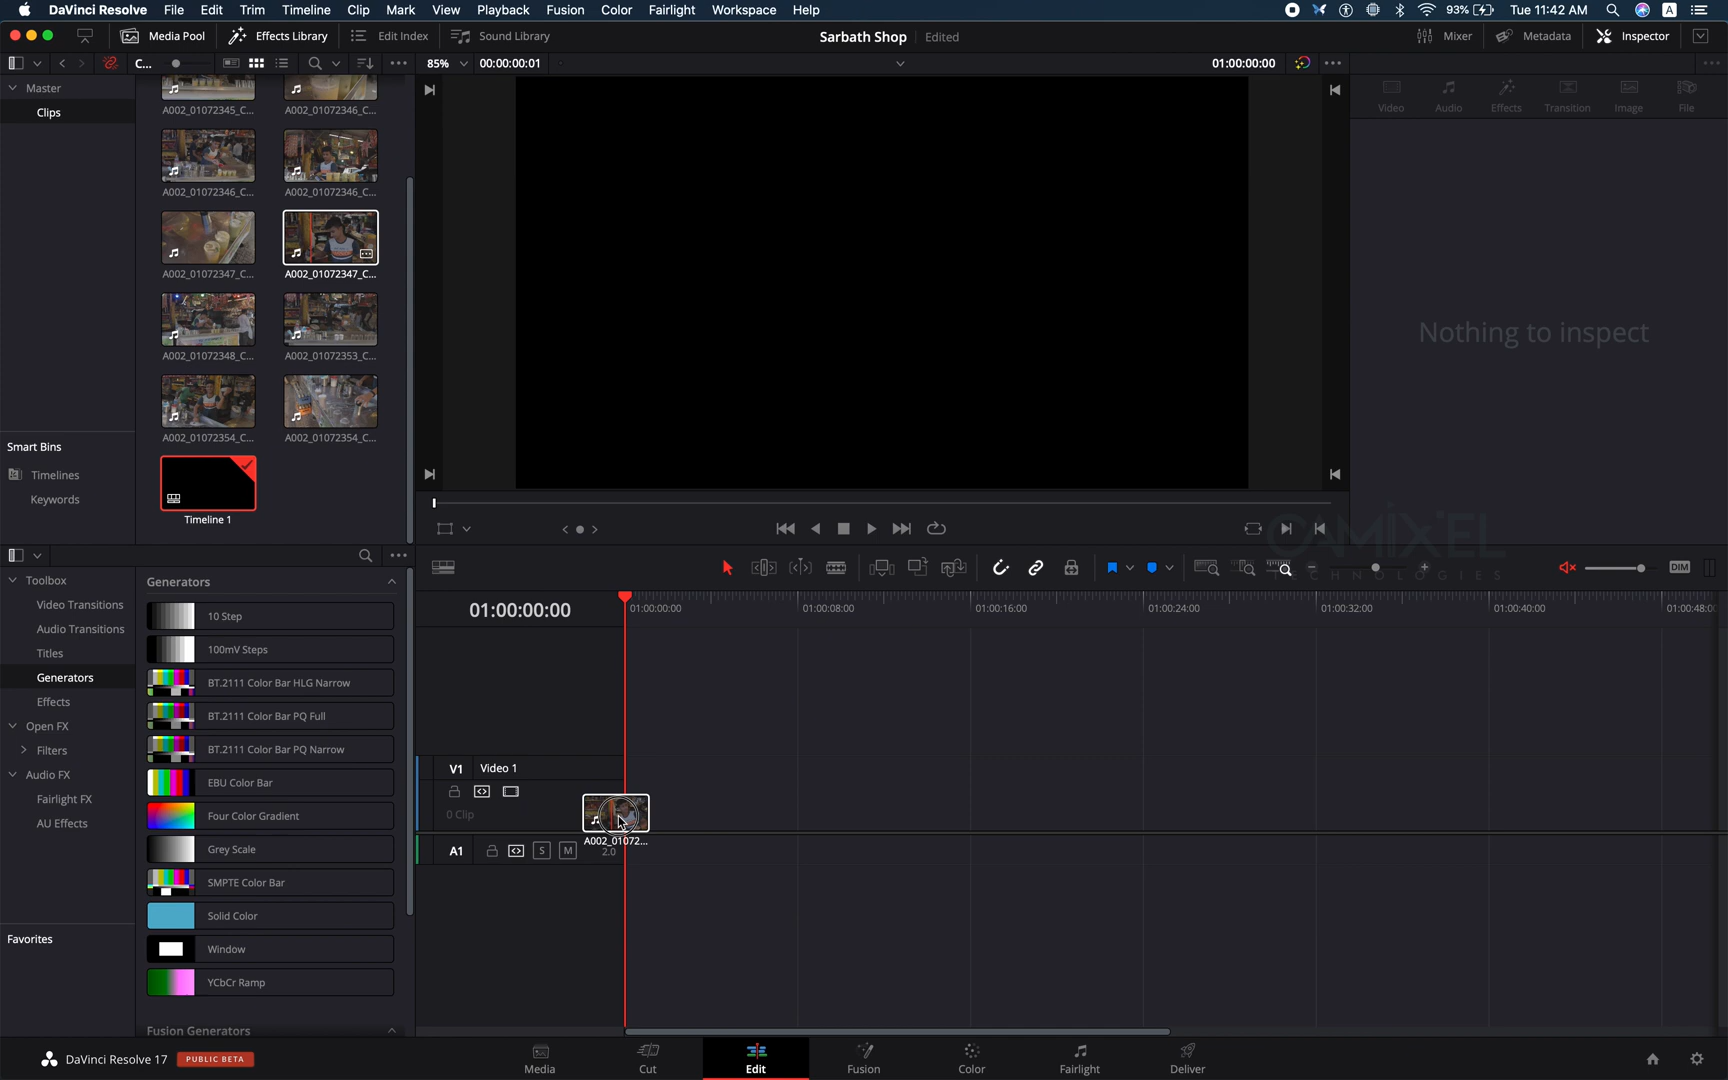 DaVinci Resolve File Edit Trim Timeline Clip Mark View Playback Fusion Color Fairlight Workspace Help 93% Tue 11:42 AM A
Media Pool Effects Library Edit Index Sound Library Sarbath Shop Edited Mixer Metadata Inspector
C... 85% 00:00:00:01 01:00:00:00
Master
Clips
Video Audio Effects Transition Image File
A002_01072345_C... A002_01072346_C...
A002_01072346_C... A002_01072346_C...
A002_01072347_C... A002_01072347_C...
Nothing to inspect
A002_01072348_C... A002_01072353_C...
A002_01072354_C... A002_01072354_C...
Smart Bins
Timelines
Keywords
Timeline 1
CAMIXEL
TECHNOLOGIES
DIM
Toolbox
Video Transitions
Audio Transitions
Titles
Generators
Effects
Open FX
Filters
Audio FX
Fairlight FX
AU Effects
Favorites
Generators
10 Step
100mV Steps
BT.2111 Color Bar HLG Narrow
BT.2111 Color Bar PQ Full
BT.2111 Color Bar PQ Narrow
EBU Color Bar
Four Color Gradient
Grey Scale
SMPTE Color Bar
Solid Color
Window
YCbCr Ramp
Fusion Generators
01:00:00:00 01:00:00:00 01:00:08:00 01:00:16:00 01:00:24:00 01:00:32:00 01:00:40:00 01:00:48:00
V1 Video 1
0 Clip
A002_01072...
A1 S M 2.0
DaVinci Resolve 17 PUBLIC BETA
Media Cut Edit Fusion Color Fairlight Deliver